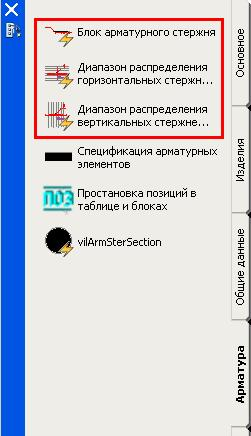 Блок арматурного стержня
Диапазон распределения
горизонтальных стержн...
Диапазон распределения
вертикальных стержне...
Спецификация арматурных
элементов
ПОЗ
Простановка позиций в
таблице и блоках
vilArmSterSection
Основное
Изделия
Общие данные
Арматура